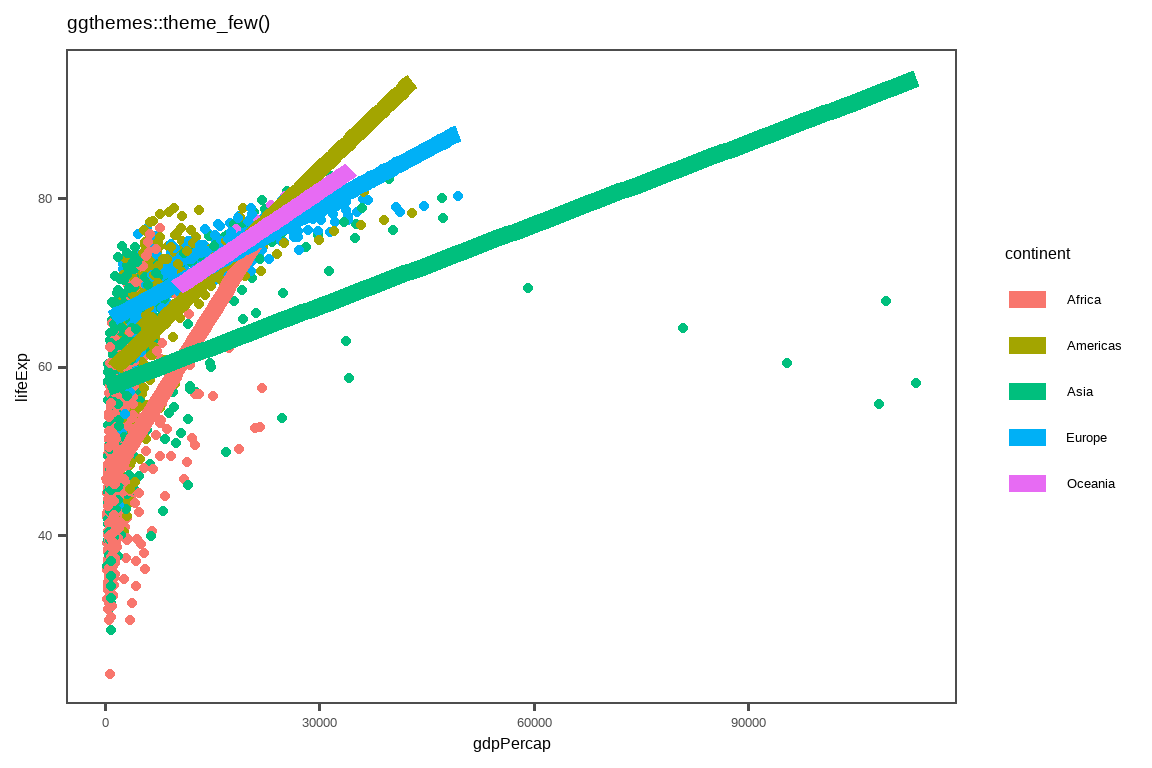 ggthemes::theme_few()
lifeExp
80
60
40
0
30000
60000
90000
gdpPercap
continent
Africa
Americas
Asia
Europe
Oceania